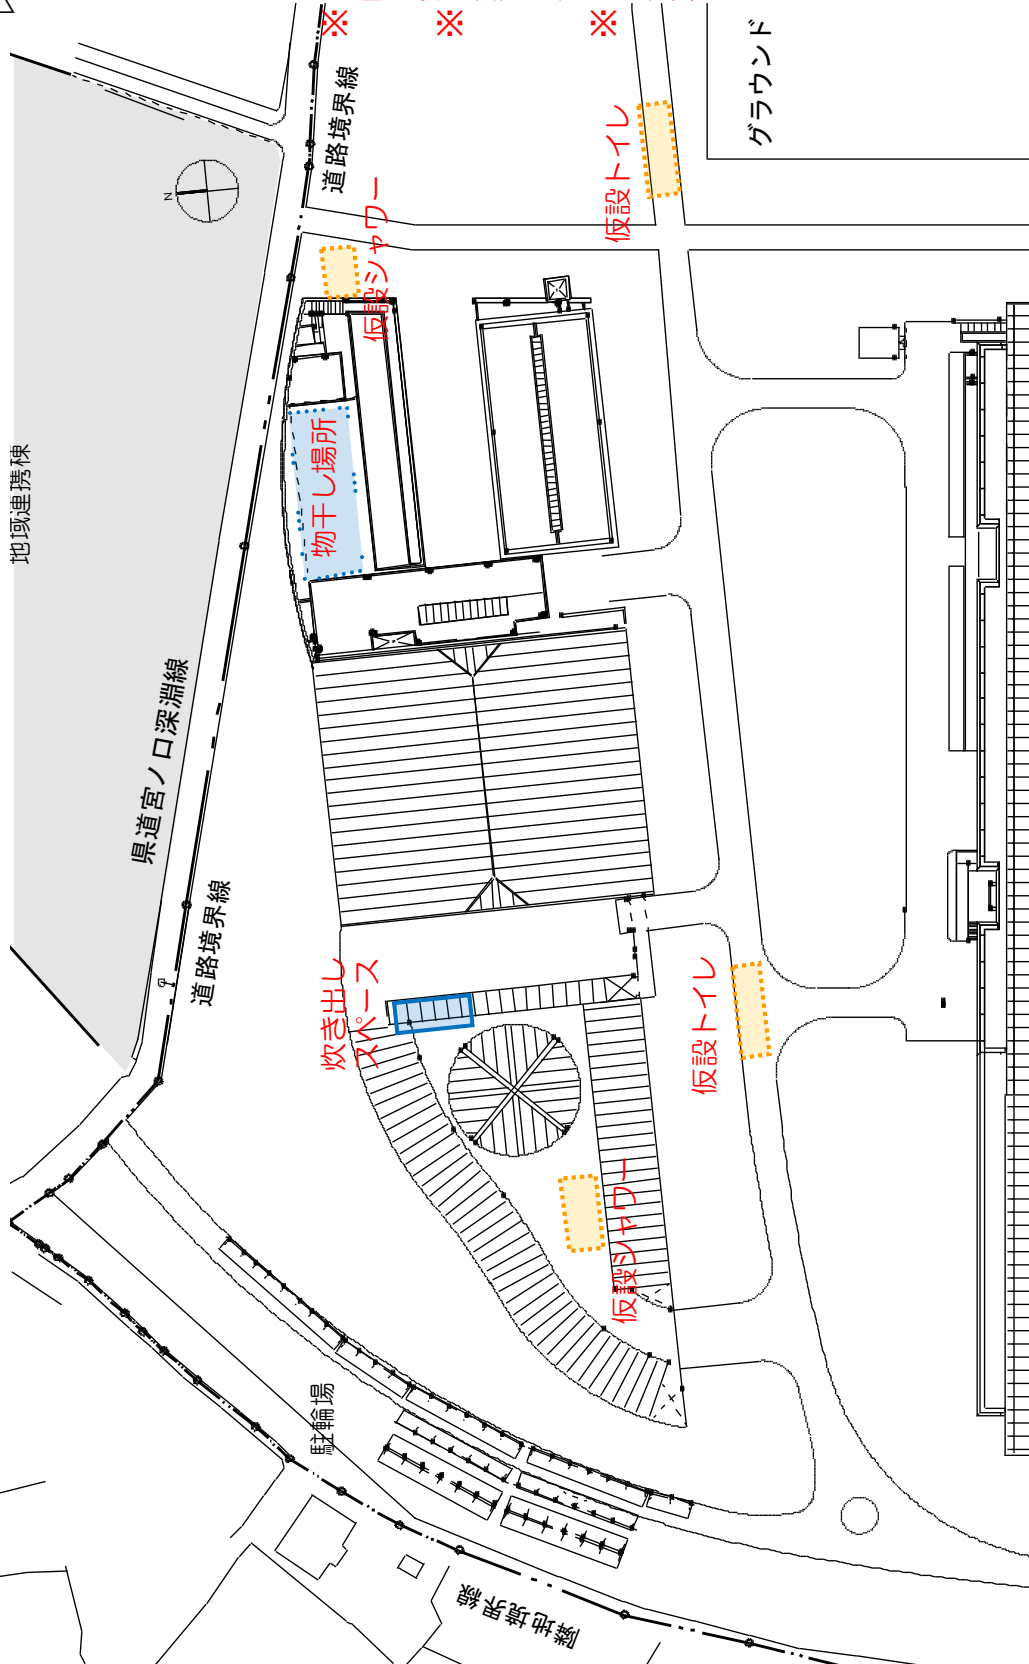 ※
※
※
グラウンド
道路境界線
仮設トイレ
仮設シャワー
N
物干し場所
地域連携棟
県道宮ノ口深淵線
道路境界線
炊き出し
スペース
仮設トイレ
仮設シャワー
駐輪場
隣地境界線